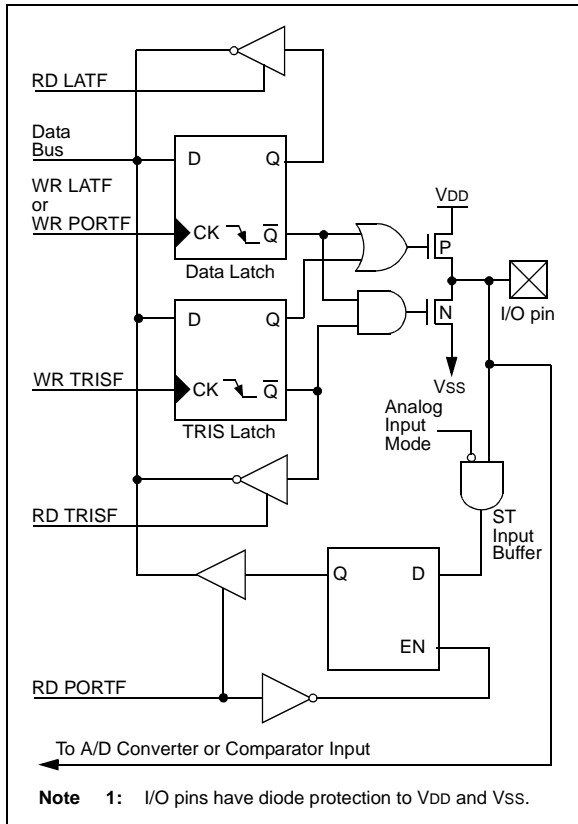 RD LATF
Data
Bus
D Q
WR LATF
or
WR PORTF
CK Q
Data Latch
VDD
P
I/O pin
N
VSS
D Q
WR TRISF
CK Q
TRIS Latch
Analog
Input
Mode
RD TRISF
ST
Input
Buffer
Q D
EN
RD PORTF
To A/D Converter or Comparator Input
Note 1: I/O pins have diode protection to VDD and VSS.